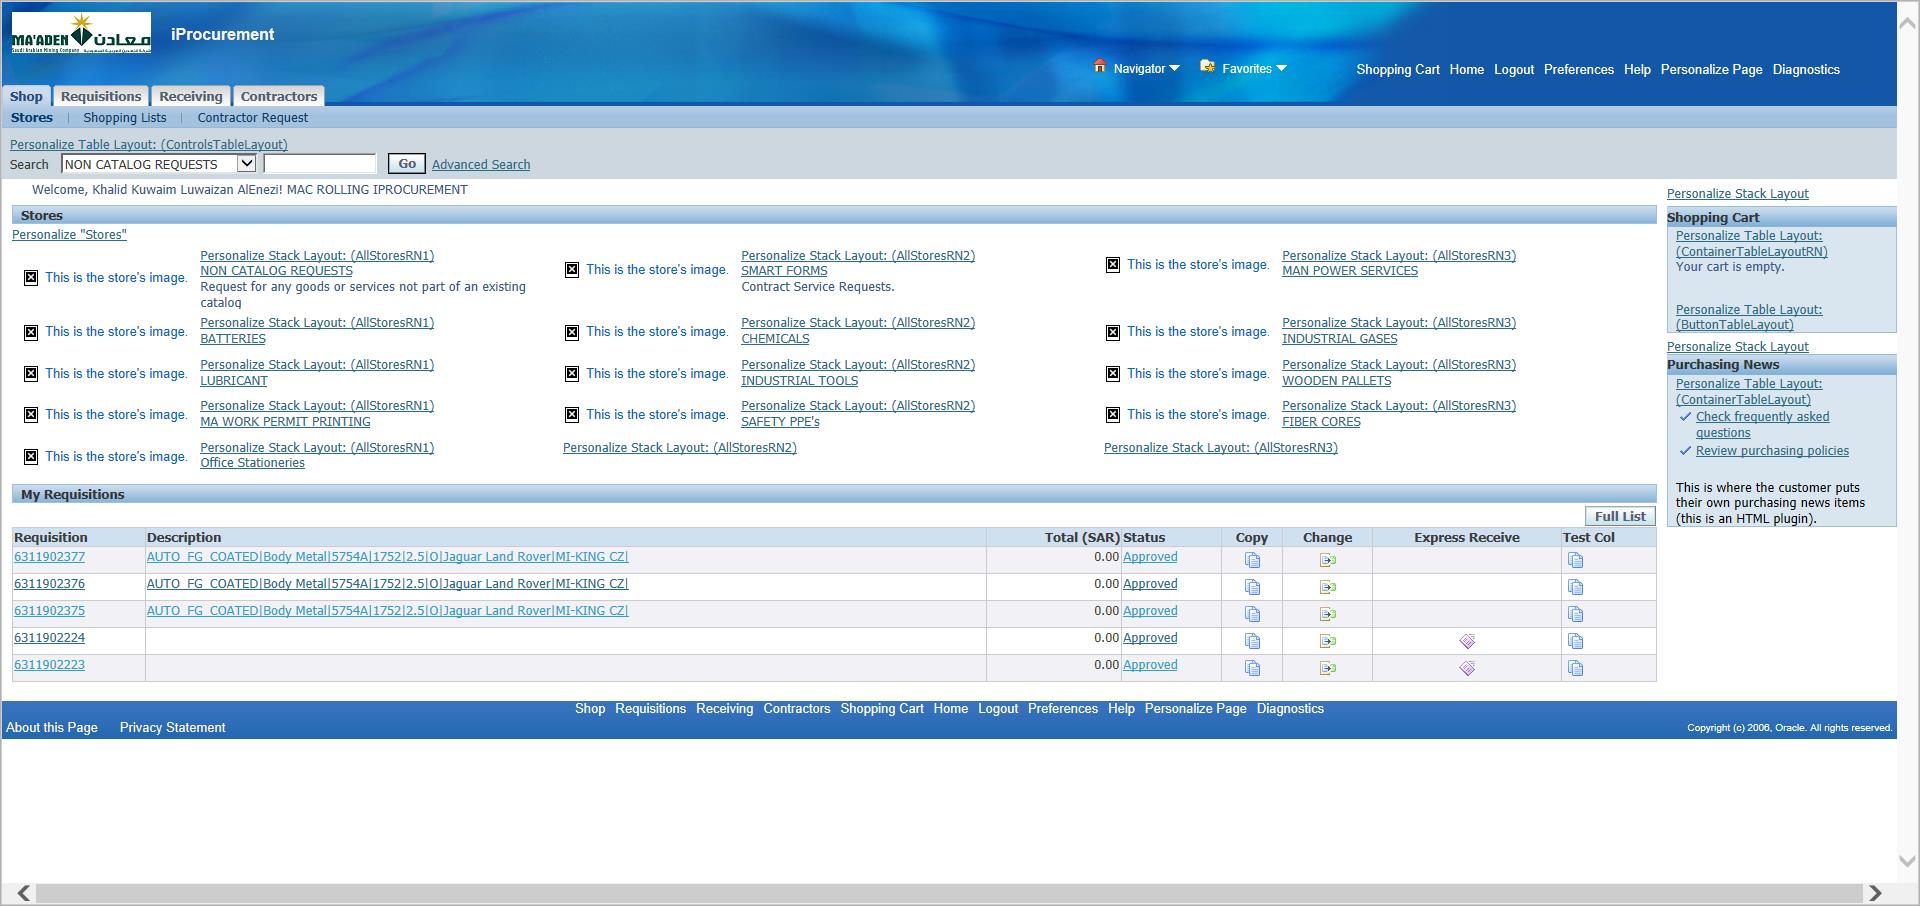 MA'ADEN معادن
Saudi Arabian Mining Company
iProcurement
Navigator Favorites Shopping Cart Home Logout Preferences Help Personalize Page Diagnostics
Shop Requisitions Receiving Contractors
Stores | Shopping Lists | Contractor Request
Personalize Table Layout: (ControlsTableLayout)
Search NON CATALOG REQUESTS Go Advanced Search
Welcome, Khalid Kuwaim Luwaizan AlEnezi! MAC ROLLING IPROCUREMENT
Stores
Personalize "Stores"
This is the store's image. Personalize Stack Layout: (AllStoresRN1)
NON CATALOG REQUESTS
Request for any goods or services not part of an existing
catalog
This is the store's image. Personalize Stack Layout: (AllStoresRN2)
SMART FORMS
Contract Service Requests.
This is the store's image. Personalize Stack Layout: (AllStoresRN3)
MAN POWER SERVICES
This is the store's image. Personalize Stack Layout: (AllStoresRN1)
BATTERIES
This is the store's image. Personalize Stack Layout: (AllStoresRN2)
CHEMICALS
This is the store's image. Personalize Stack Layout: (AllStoresRN3)
INDUSTRIAL GASES
This is the store's image. Personalize Stack Layout: (AllStoresRN1)
LUBRICANT
This is the store's image. Personalize Stack Layout: (AllStoresRN2)
INDUSTRIAL TOOLS
This is the store's image. Personalize Stack Layout: (AllStoresRN3)
WOODEN PALLETS
This is the store's image. Personalize Stack Layout: (AllStoresRN1)
MA WORK PERMIT PRINTING
This is the store's image. Personalize Stack Layout: (AllStoresRN2)
SAFETY PPE's
This is the store's image. Personalize Stack Layout: (AllStoresRN3)
FIBER CORES
This is the store's image. Personalize Stack Layout: (AllStoresRN1)
Office Stationeries
Personalize Stack Layout: (AllStoresRN2)
Personalize Stack Layout: (AllStoresRN3)
My Requisitions
Full List
Requisition Description Total (SAR) Status Copy Change Express Receive Test Col
6311902377 AUTO_FG_COATED|Body Metal|5754A|1752|2.5|O|Jaguar Land Rover|MI-KING CZ| 0.00 Approved
6311902376 AUTO_FG_COATED|Body Metal|5754A|1752|2.5|O|Jaguar Land Rover|MI-KING CZ| 0.00 Approved
6311902375 AUTO_FG_COATED|Body Metal|5754A|1752|2.5|O|Jaguar Land Rover|MI-KING CZ| 0.00 Approved
6311902224 0.00 Approved
6311902223 0.00 Approved
Personalize Stack Layout
Shopping Cart
Personalize Table Layout:
(ContainerTableLayoutRN)
Your cart is empty.
Personalize Table Layout:
(ButtonTableLayout)
Personalize Stack Layout
Purchasing News
Personalize Table Layout:
(ContainerTableLayout)
Check frequently asked
questions
Review purchasing policies
This is where the customer puts
their own purchasing news items
(this is an HTML plugin).
Shop Requisitions Receiving Contractors Shopping Cart Home Logout Preferences Help Personalize Page Diagnostics
About this Page Privacy Statement
Copyright (c) 2006, Oracle. All rights reserved.